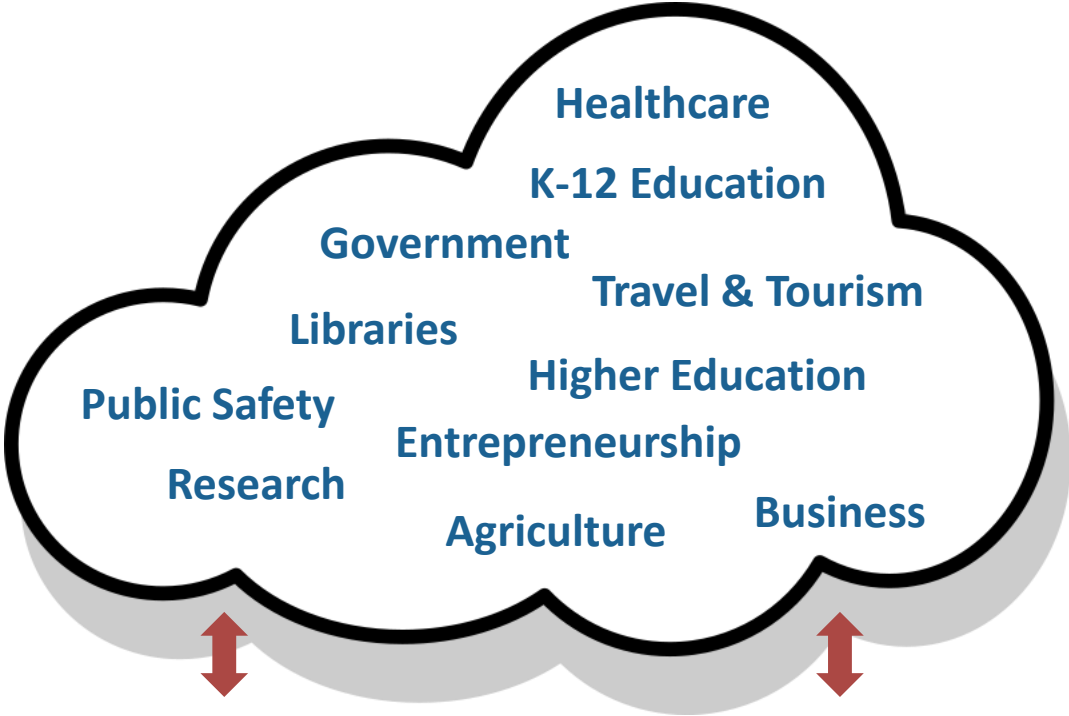 Healthcare
K-12 Education
Government
Travel & Tourism
Libraries
Higher Education
Public Safety
Entrepreneurship
Research
Business
Agriculture